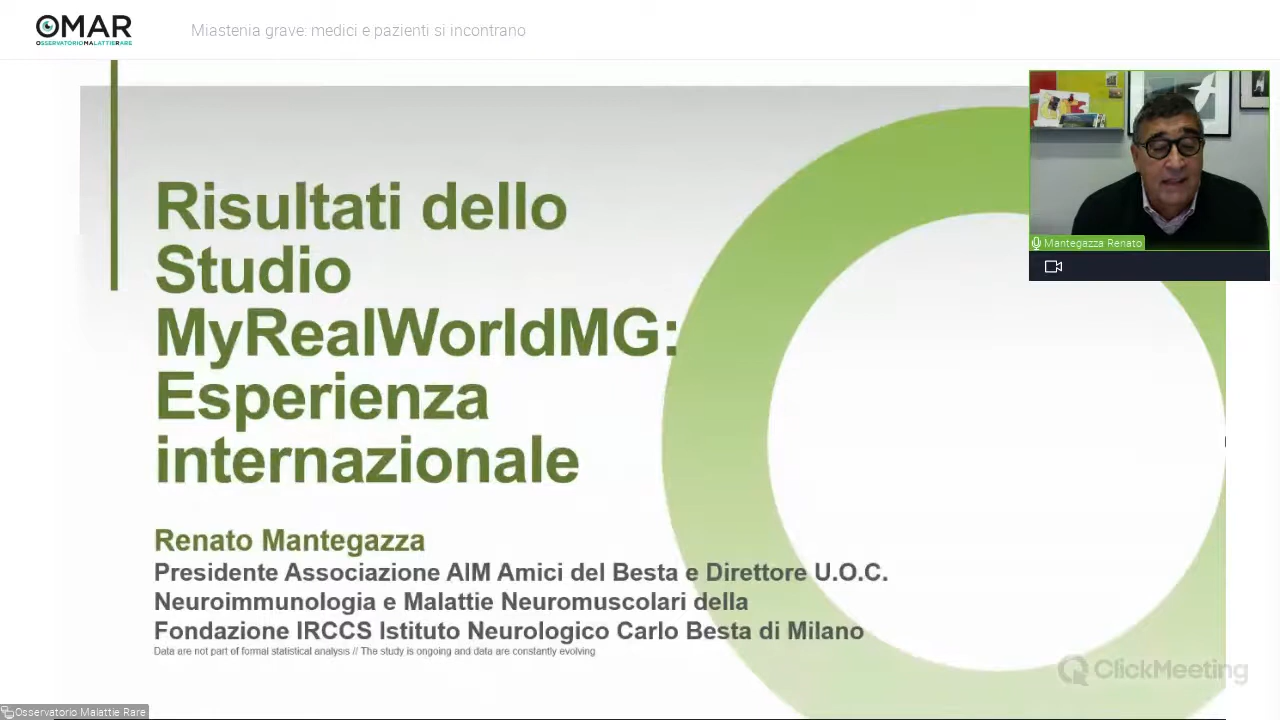 OMAR
OSSERVATORIOMALATTIERARE
Miastenia grave: medici e pazienti si incontrano
Mantegazza Renato
Risultati dello
Studio
MyRealWorldMG:
Esperienza
internazionale
Renato Mantegazza
Presidente Associazione AIM Amici del Besta e Direttore U.O.C.
Neuroimmunologia e Malattie Neuromuscolari della
Fondazione IRCCS Istituto Neurologico Carlo Besta di Milano
Data are not part of formal statistical analysis // The study is ongoing and data are constantly evolving
ClickMeeting
Osservatorio Malattie Rare